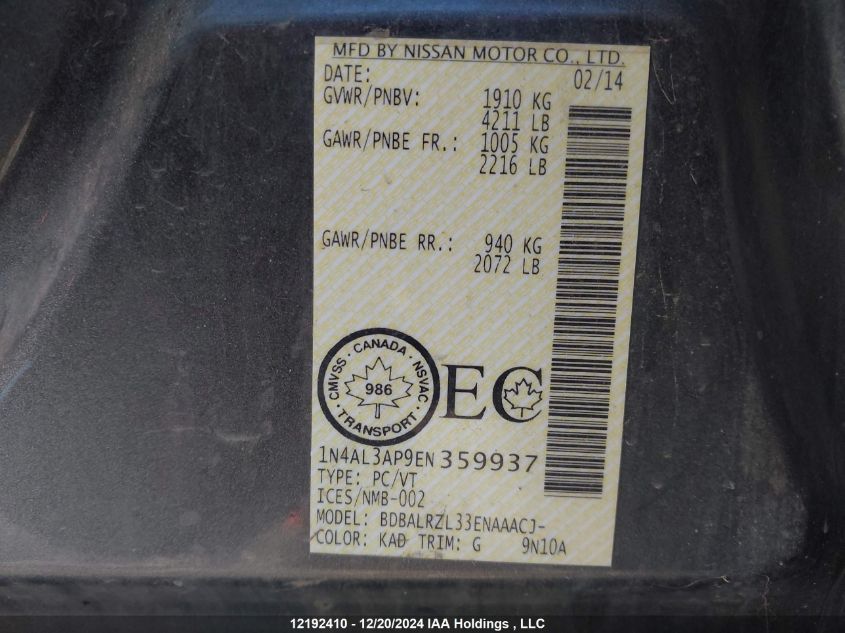 MFD BY NISSAN MOTOR CO., LTD.
DATE: 02/14
GVWR/PNBV: 1910 KG
4211 LB
GAWR/PNBE FR.: 1005 KG
2216 LB
GAWR/PNBE RR.: 940 KG
2072 LB
CMVSS · CANADA · NSVAC · TRANSPORT ·
986
EC
1N4AL3AP9EN359937
TYPE: PC/VT
ICES/NMB-002
MODEL: BDBALRZL33ENAAACJ-
COLOR: KAD TRIM: G 9N10A
12192410 - 12/20/2024 IAA Holdings , LLC